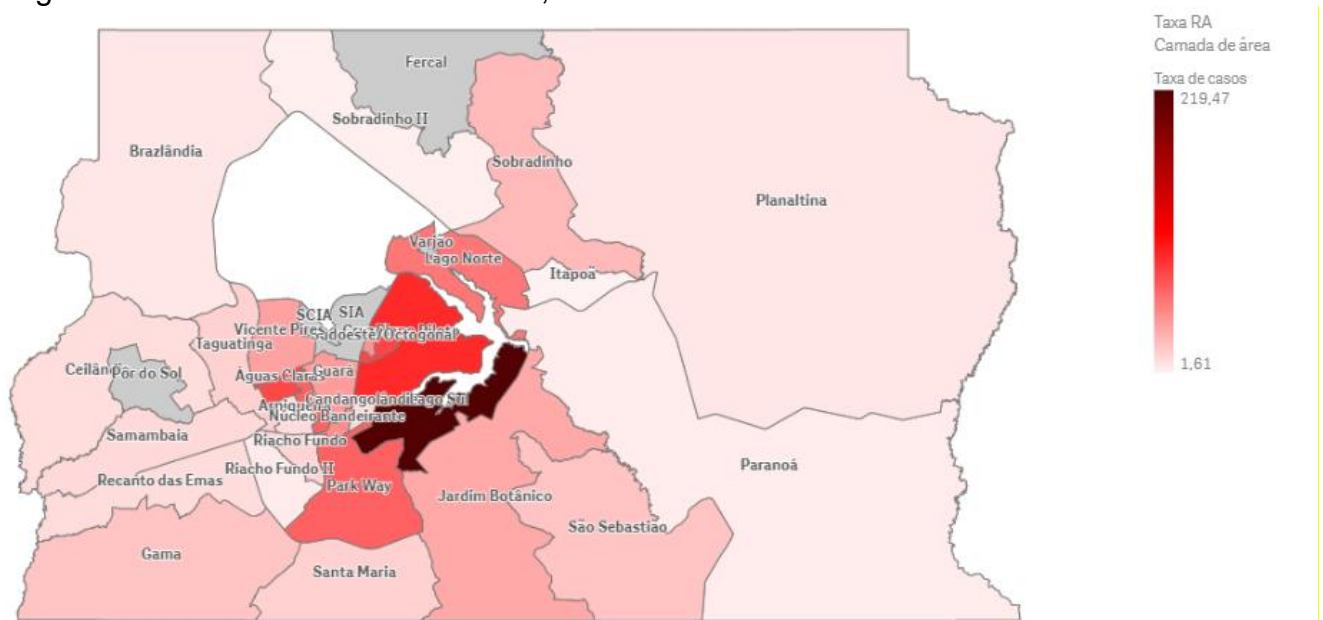 Taxa RA
Camada de área
Taxa de casos
219,47
1,61
Fercal
Sobradinho II
Brazlândia
Sobradinho
Planaltina
Varjão
Lago Norte
Itapoã
SCIA
SIA
Vicente Pires
Sudoeste/Octogonal
Taguatinga
Ceilân
Pôr do Sol
Águas Claras
Guará
Candangolândia
Lago Sul
Núcleo Bandeirante
Samambaia
Riacho Fundo
Recanto das Emas
Riacho Fundo II
Park Way
Paranoá
Jardim Botânico
São Sebastião
Gama
Santa Maria